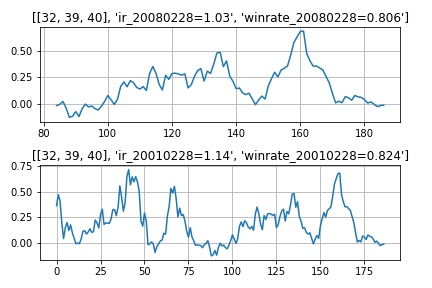 [[32, 39, 40], 'ir_20080228=1.03', 'winrate_20080228=0.806']
0.50
0.25
0.00
80 100 120 140 160 180
[[32, 39, 40], 'ir_20010228=1.14', 'winrate_20010228=0.824']
0.75
0.50
0.25
0.00
0 25 50 75 100 125 150 175